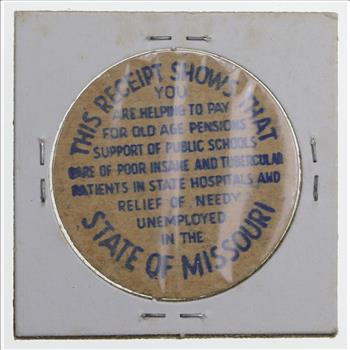 THIS RECEIPT SHOWS THAT
YOU
ARE HELPING TO PAY
FOR OLD AGE PENSIONS
SUPPORT OF PUBLIC SCHOOLS
CARE OF POOR INSANE AND TUBERCULAR
PATIENTS IN STATE HOSPITALS AND
RELIEF OF NEEDY
UNEMPLOYED
IN THE
STATE OF MISSOURI